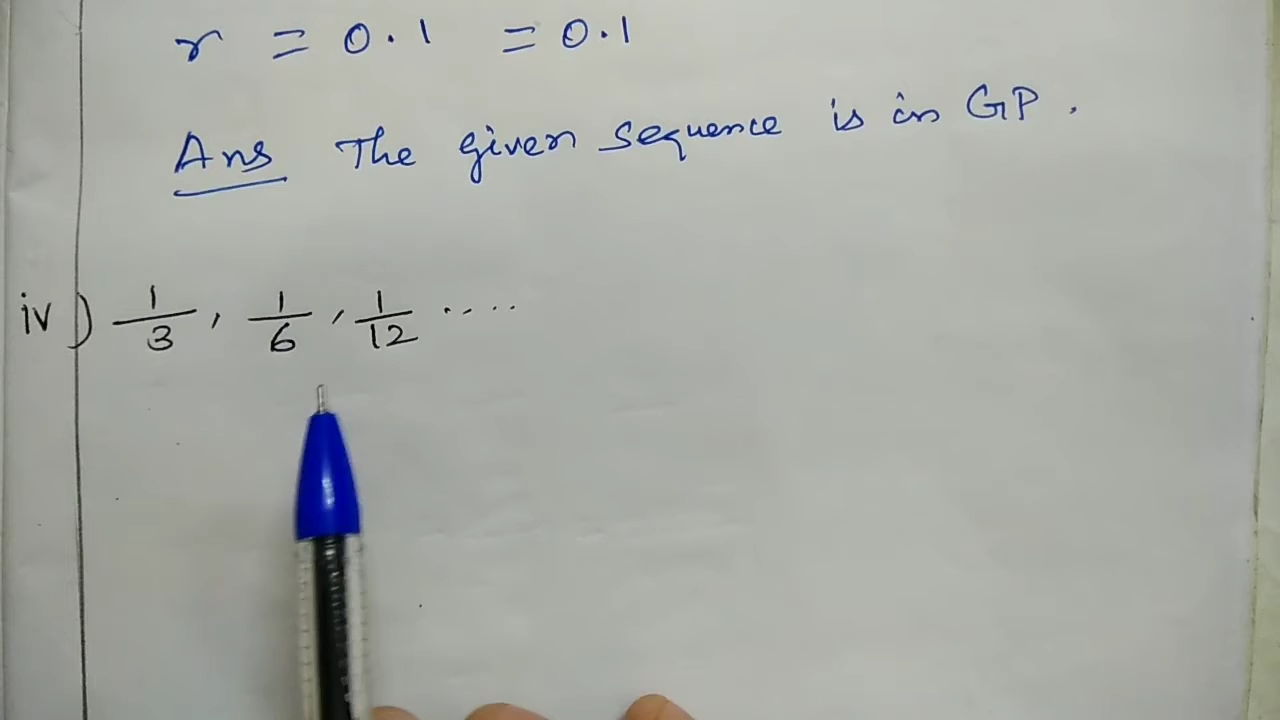 r = 0.1 = 0.1
Ans The given sequence is in GP.
iv) 1/3, 1/6, 1/12 ....